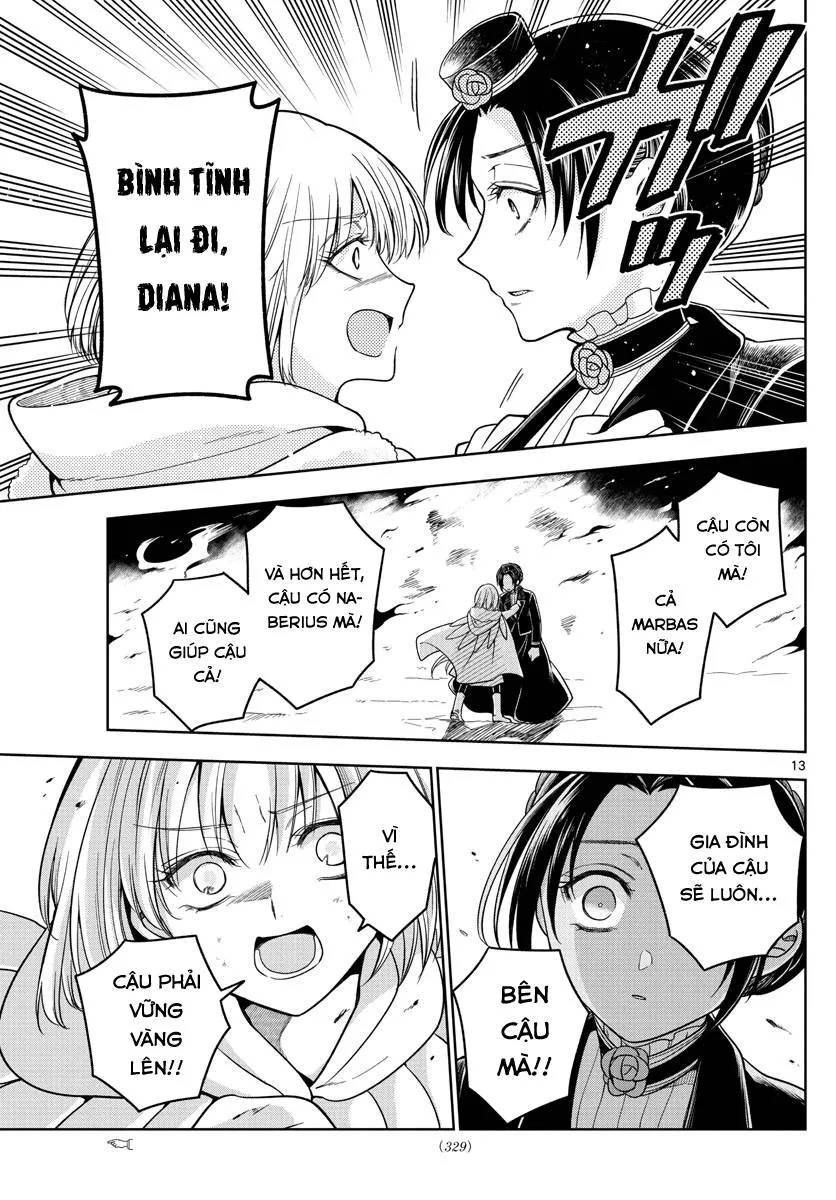 ガッ
BÌNH TĨNH
LẠI ĐI,
DIANA!
CẬU CÒN
CÓ TÔI
MÀ!
CẢ
MARBAS
NỮA!
VÀ HƠN HẾT,
CẬU CÓ NA-
BERIUS MÀ!
AI CŨNG
GIÚP CẬU
CẢ!
13
GIA ĐÌNH
CỦA CẬU
SẼ LUÔN...
BÊN
CẬU
MÀ!!
VÌ
THẾ...
CẬU PHẢI
VỮNG
VÀNG
LÊN!!
(329)